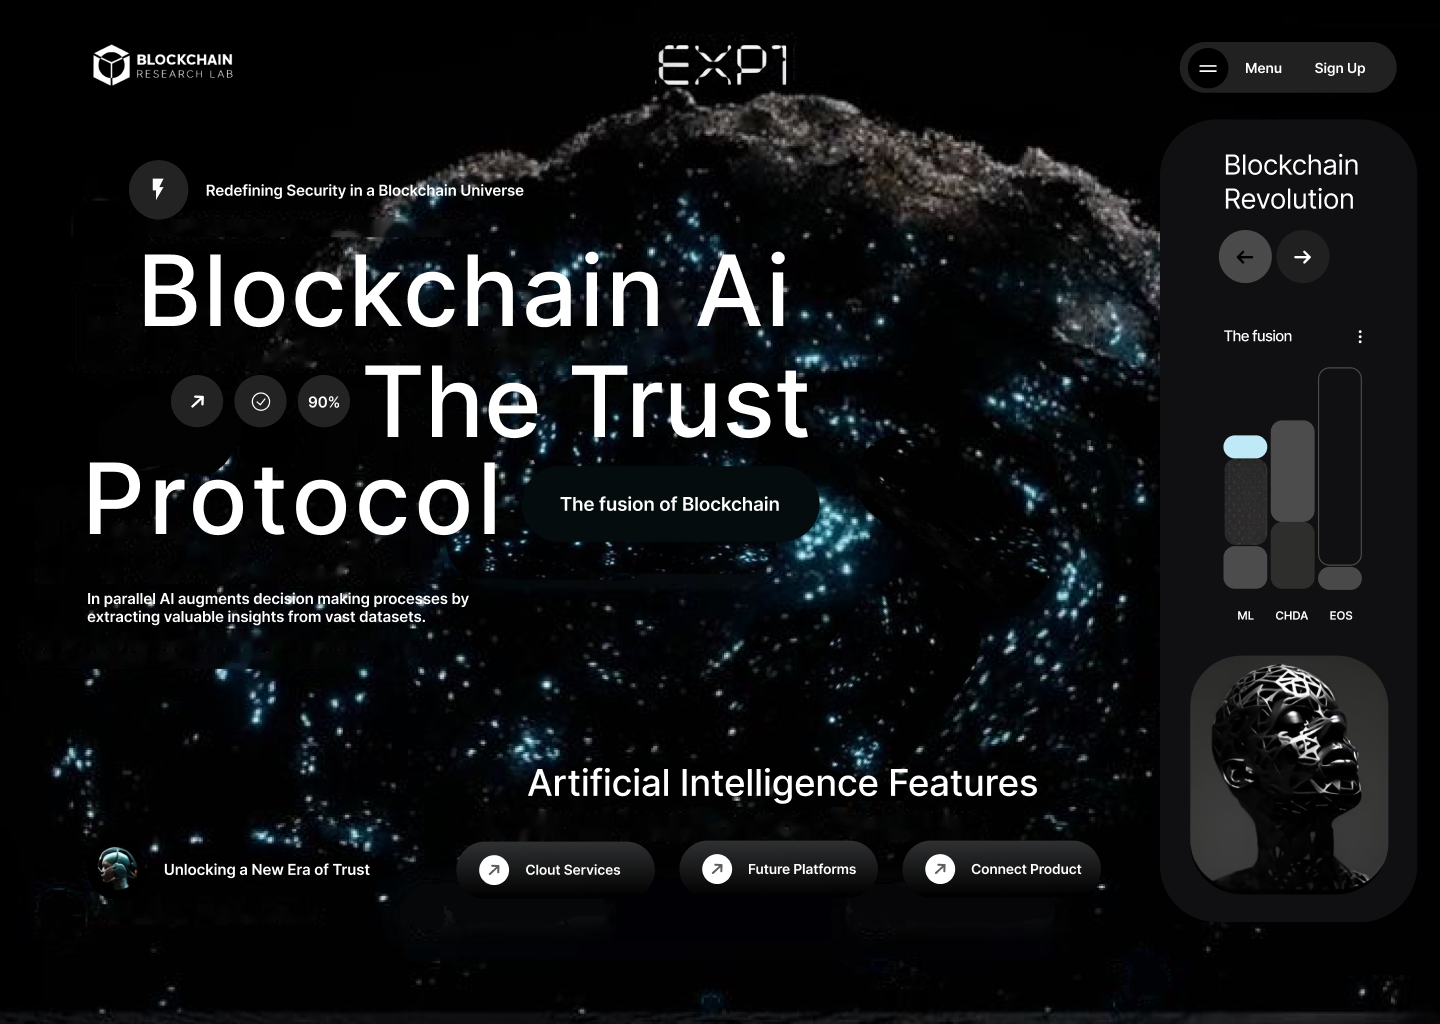 BLOCKCHAIN
RESEARCH LAB
EXP1
Menu
Sign Up
Redefining Security in a Blockchain Universe
Blockchain Ai
90%
The Trust
Protocol
The fusion of Blockchain
In parallel AI augments decision making processes by
extracting valuable insights from vast datasets.
Artificial Intelligence Features
Unlocking a New Era of Trust
Clout Services
Future Platforms
Connect Product
Blockchain
Revolution
The fusion
ML
CHDA
EOS